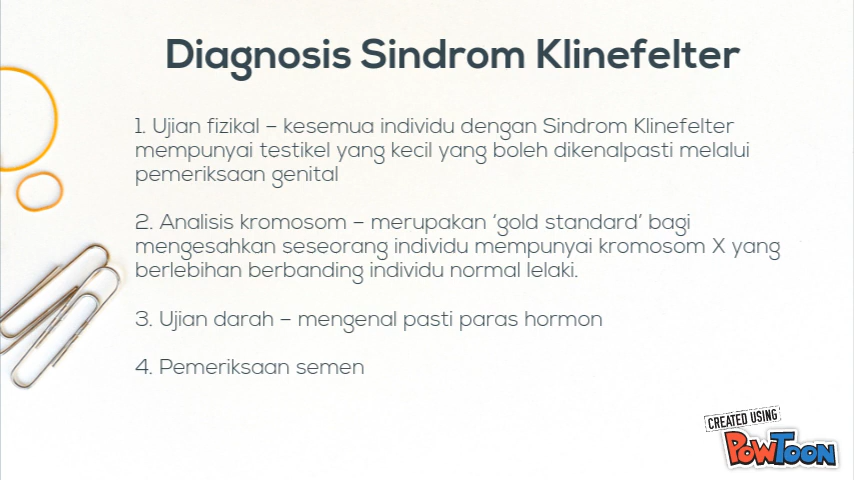 Diagnosis Sindrom Klinefelter
1. Ujian fizikal – kesemua individu dengan Sindrom Klinefelter
mempunyai testikel yang kecil yang boleh dikenalpasti melalui
pemeriksaan genital
2. Analisis kromosom – merupakan 'gold standard' bagi
mengesahkan seseorang individu mempunyai kromosom X yang
berlebihan berbanding individu normal lelaki.
3. Ujian darah – mengenal pasti paras hormon
4. Pemeriksaan semen
CREATED USING
PowToon